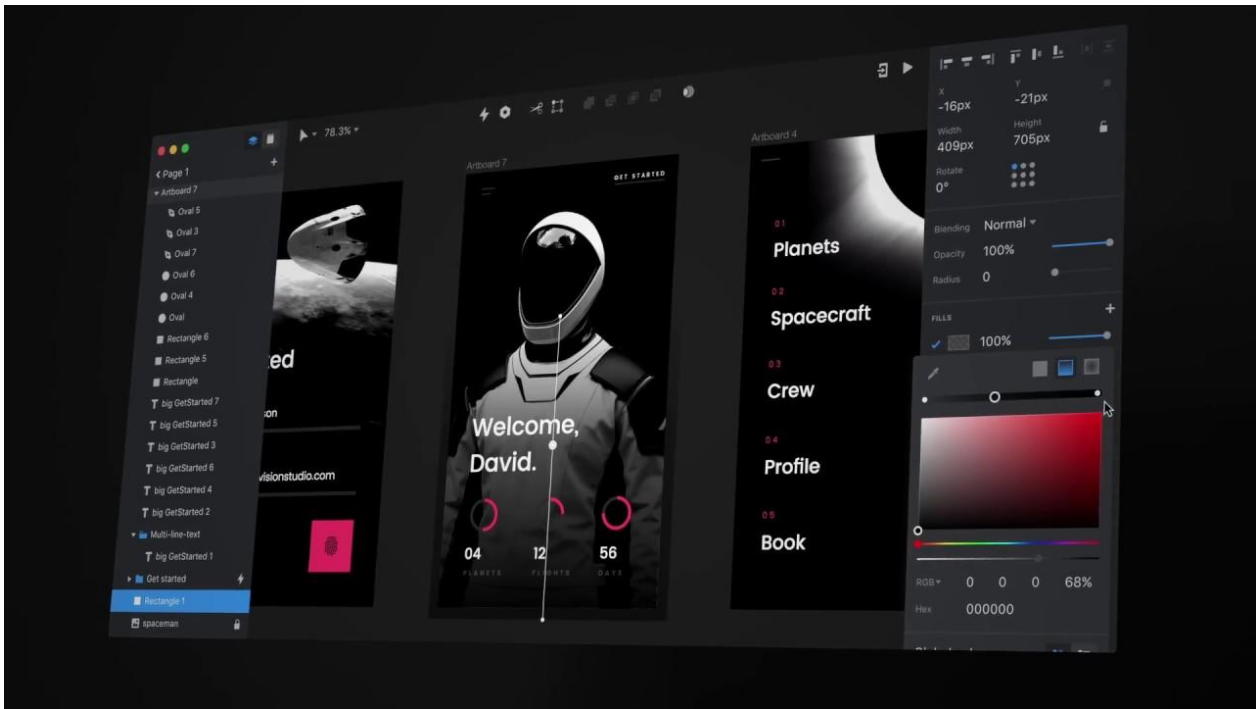 78.3%
Page 1
Artboard 7
Oval 5
Oval 3
Oval 7
Oval 6
Oval 4
Oval
Rectangle 6
Rectangle 5
Rectangle
big GetStarted 7
big GetStarted 5
big GetStarted 3
big GetStarted 6
big GetStarted 4
big GetStarted 2
Multi-line-text
big GetStarted 1
Get started
Rectangle 1
spaceman
ed
son
visionstudio.com
Artboard 7
GET STARTED
Welcome,
David.
04 12 56
PLANETS FLIGHTS DAYS
Artboard 4
01
Planets
02
Spacecraft
03
Crew
04
Profile
05
Book
X Y
-16px -21px
Width Height
409px 705px
Rotate
0°
Blending Normal
Opacity 100%
Radius 0
FILLS
100%
RGB 0 0 0 68%
Hex 000000